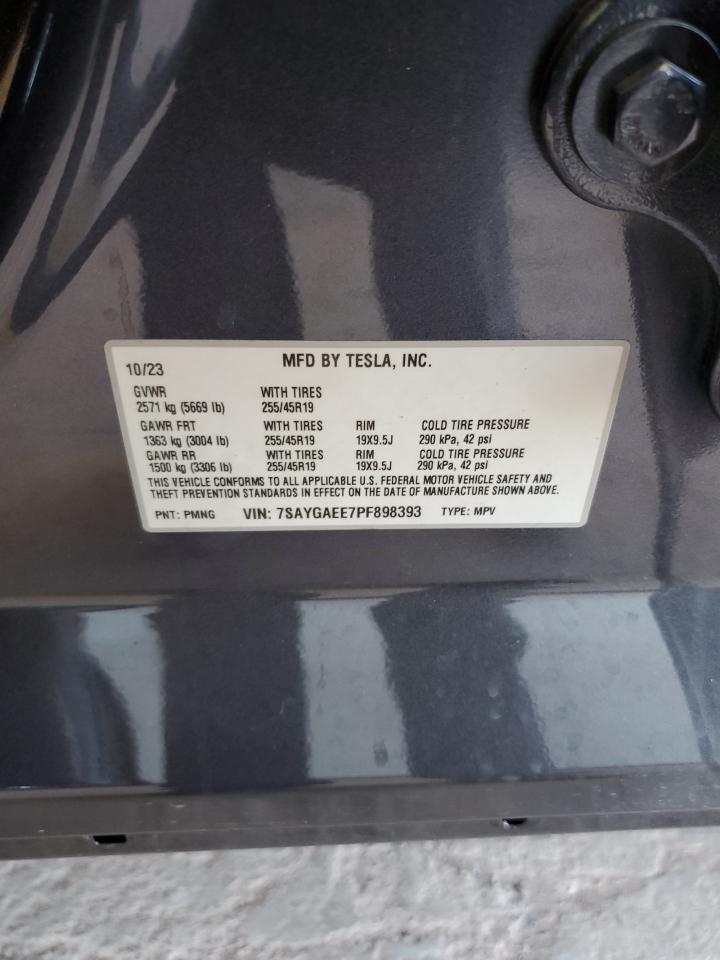 10/23 MFD BY TESLA, INC.
GVWR WITH TIRES
2571 kg (5669 lb) 255/45R19
GAWR FRT WITH TIRES RIM COLD TIRE PRESSURE
1363 kg (3004 lb) 255/45R19 19X9.5J 290 kPa, 42 psi
GAWR RR WITH TIRES RIM COLD TIRE PRESSURE
1500 kg (3306 lb) 255/45R19 19X9.5J 290 kPa, 42 psi
THIS VEHICLE CONFORMS TO ALL APPLICABLE U.S. FEDERAL MOTOR VEHICLE SAFETY AND
THEFT PREVENTION STANDARDS IN EFFECT ON THE DATE OF MANUFACTURE SHOWN ABOVE.
PNT: PMNG VIN: 7SAYGAEE7PF898393 TYPE: MPV